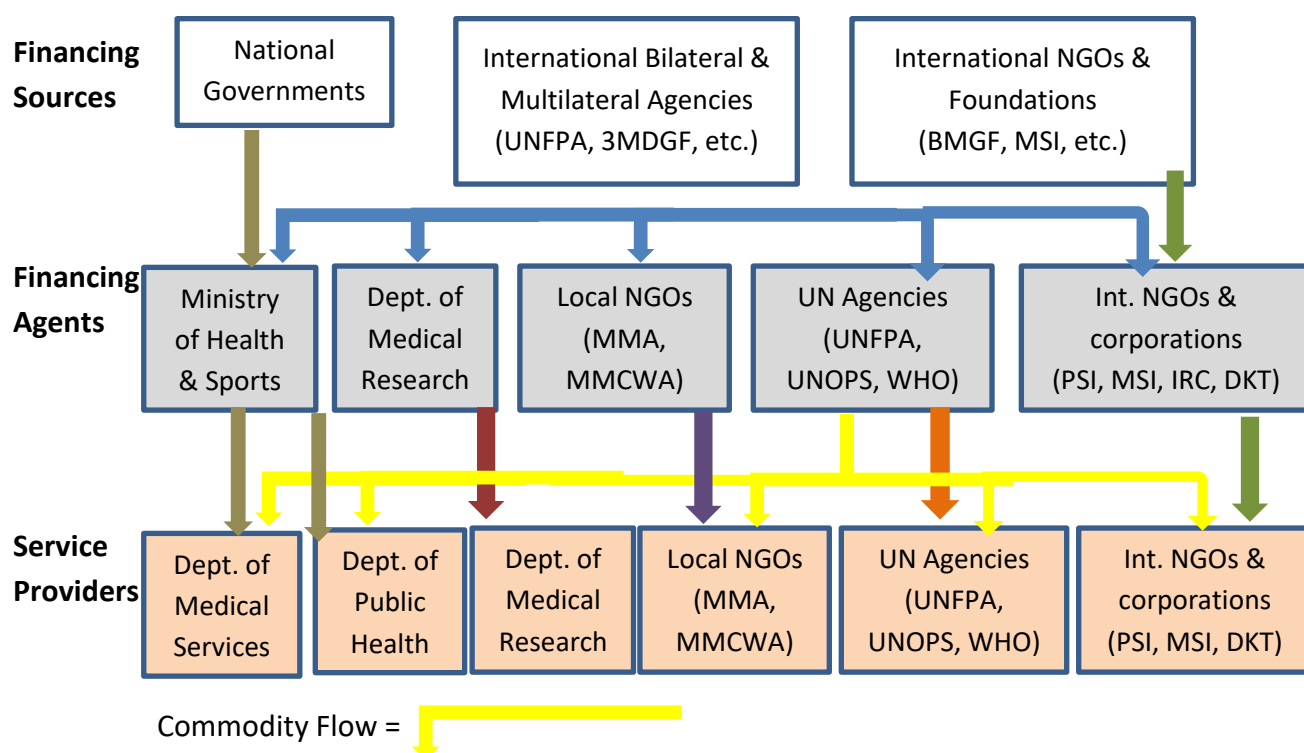 Financing
Sources
National
Governments
International Bilateral &
Multilateral Agencies
(UNFPA, 3MDGF, etc.)
International NGOs &
Foundations
(BMGF, MSI, etc.)
Financing
Agents
Ministry
of Health
& Sports
Dept. of
Medical
Research
Local NGOs
(MMA,
MMCWA)
UN Agencies
(UNFPA,
UNOPS, WHO)
Int. NGOs &
corporations
(PSI, MSI, IRC, DKT)
Service
Providers
Dept. of
Medical
Services
Dept. of
Public
Health
Dept. of
Medical
Research
Local NGOs
(MMA,
MMCWA)
UN Agencies
(UNFPA,
UNOPS, WHO)
Int. NGOs &
corporations
(PSI, MSI, DKT)
Commodity Flow =